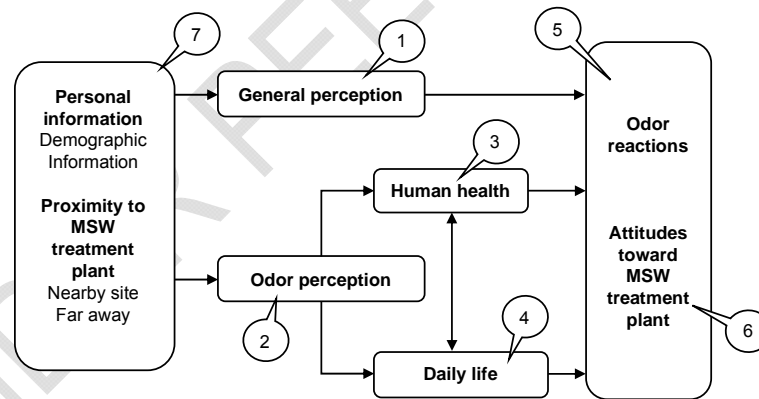 7
Personal
information
Demographic
Information
Proximity to
MSW
treatment
plant
Nearby site
Far away
1
General perception
Odor perception
2
3
Human health
4
Daily life
5
Odor
reactions
Attitudes
toward
MSW
treatment
plant
6